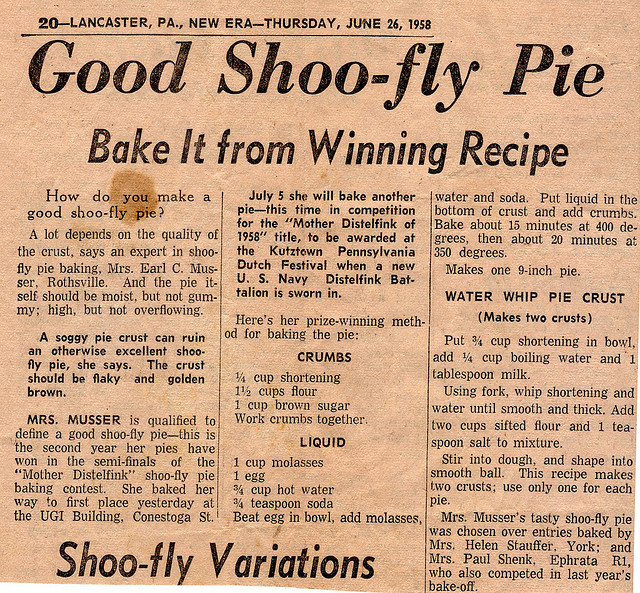 20—LANCASTER, PA., NEW ERA—THURSDAY, JUNE 26, 1958
Good Shoo-fly Pie
Bake It from Winning Recipe
How do you make a
good shoo-fly pie?
A lot depends on the quality of
the crust, says an expert in shoo-
fly pie baking, Mrs. Earl C. Mus-
ser, Rothsville. And the pie it-
self should be moist, but not gum-
my; high, but not overflowing.
A soggy pie crust can ruin
an otherwise excellent shoo-
fly pie, she says. The crust
should be flaky and golden
brown.
MRS. MUSSER is qualified to
define a good shoo-fly pie—this is
the second year her pies have
won in the semi-finals of the
"Mother Distelfink" shoo-fly pie
baking contest. She baked her
way to first place yesterday at
the UGI Building, Conestoga St.
July 5 she will bake another
pie—this time in competition
for the "Mother Distelfink of
1958" title, to be awarded at
the Kutztown Pennsylvania
Dutch Festival when a new
U. S. Navy Distelfink Bat-
talion is sworn in.
Here's her prize-winning meth-
od for baking the pie:
CRUMBS
¼ cup shortening
1½ cups flour
1 cup brown sugar
Work crumbs together.
LIQUID
1 cup molasses
1 egg
¾ cup hot water
¾ teaspoon soda
Beat egg in bowl, add molasses,
water and soda. Put liquid in the
bottom of crust and add crumbs.
Bake about 15 minutes at 400 de-
grees, then about 20 minutes at
350 degrees.
Makes one 9-inch pie.
WATER WHIP PIE CRUST
(Makes two crusts)
Put ¾ cup shortening in bowl,
add ¼ cup boiling water and 1
tablespoon milk.
Using fork, whip shortening and
water until smooth and thick. Add
two cups sifted flour and 1 tea-
spoon salt to mixture.
Stir into dough, and shape into
smooth ball. This recipe makes
two crusts; use only one for each
pie.
Mrs. Musser's tasty shoo-fly pie
was chosen over entries baked by
Mrs. Helen Stauffer, York; and
Mrs. Paul Shenk, Ephrata R1,
who also competed in last year's
bake-off.
Shoo-fly Variations